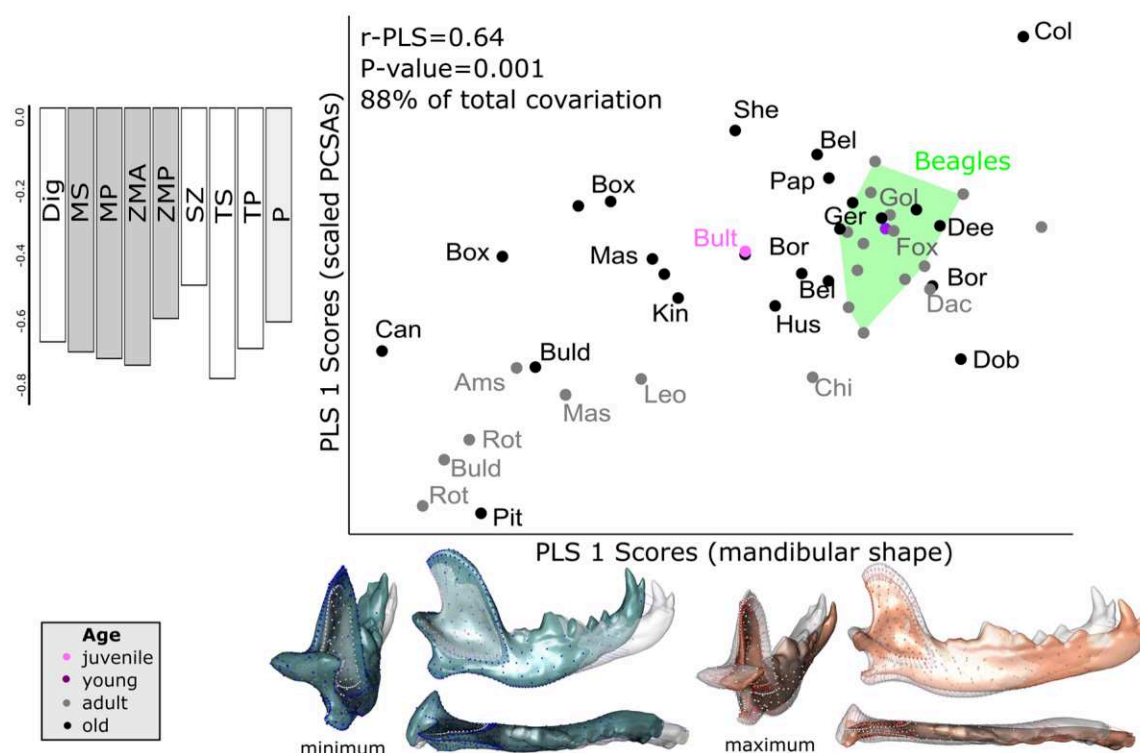 r-PLS=0.64
P-value=0.001
88% of total covariation
Col
She
Bel
Beagles
Pap
Box
Gol
Ger
Dee
Fox
Bult
Box
Mas
Bor
Bor
Bel
Dac
Kin
Hus
Can
Buld
Dob
Ams
Mas
Leo
Chi
Rot
Buld
Rot
Pit
PLS 1 Scores (scaled PCSAs)
PLS 1 Scores (mandibular shape)
0.0
-0.2
-0.4
-0.6
-0.8
Dig
MS
MP
ZMA
ZMP
SZ
TS
TP
P
Age
juvenile
young
adult
old
minimum
maximum